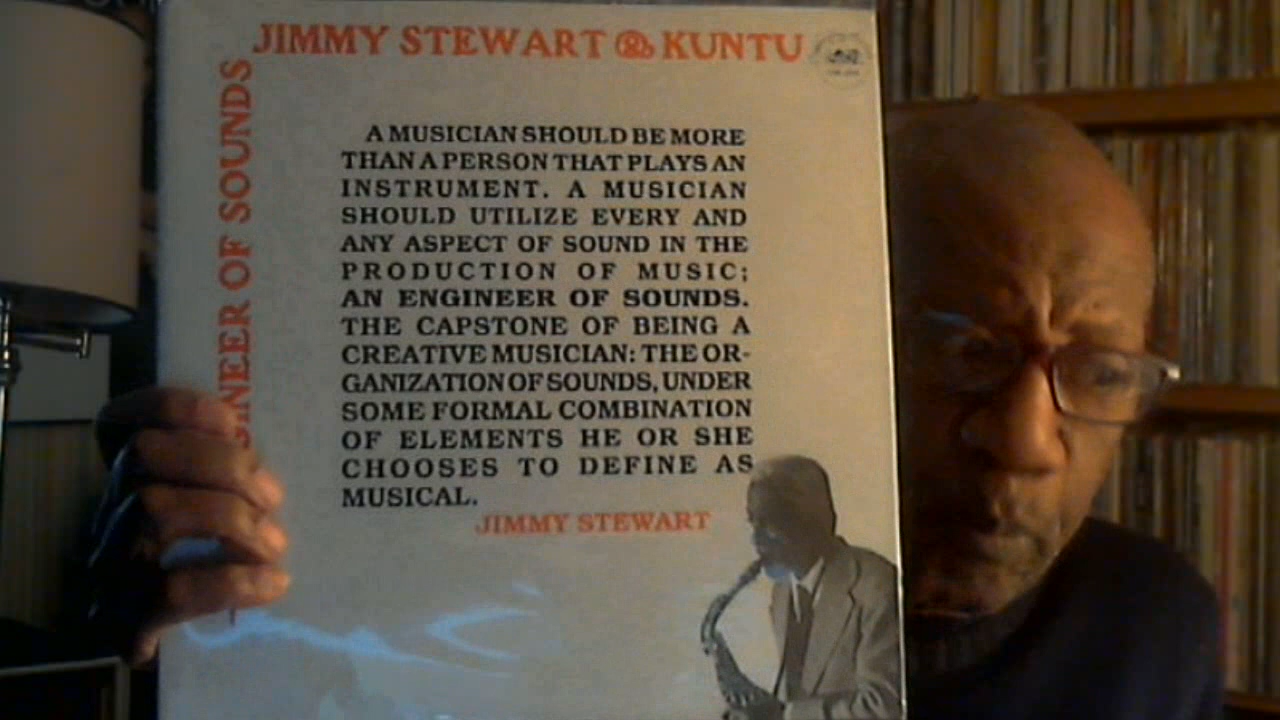 JIMMY STEWART & KUNTU
GINEER OF SOUNDS
A MUSICIAN SHOULD BE MORE
THAN A PERSON THAT PLAYS AN
INSTRUMENT. A MUSICIAN
SHOULD UTILIZE EVERY AND
ANY ASPECT OF SOUND IN THE
PRODUCTION OF MUSIC;
AN ENGINEER OF SOUNDS.
THE CAPSTONE OF BEING A
CREATIVE MUSICIAN: THE OR-
GANIZATION OF SOUNDS, UNDER
SOME FORMAL COMBINATION
OF ELEMENTS HE OR SHE
CHOOSES TO DEFINE AS
MUSICAL.
JIMMY STEWART